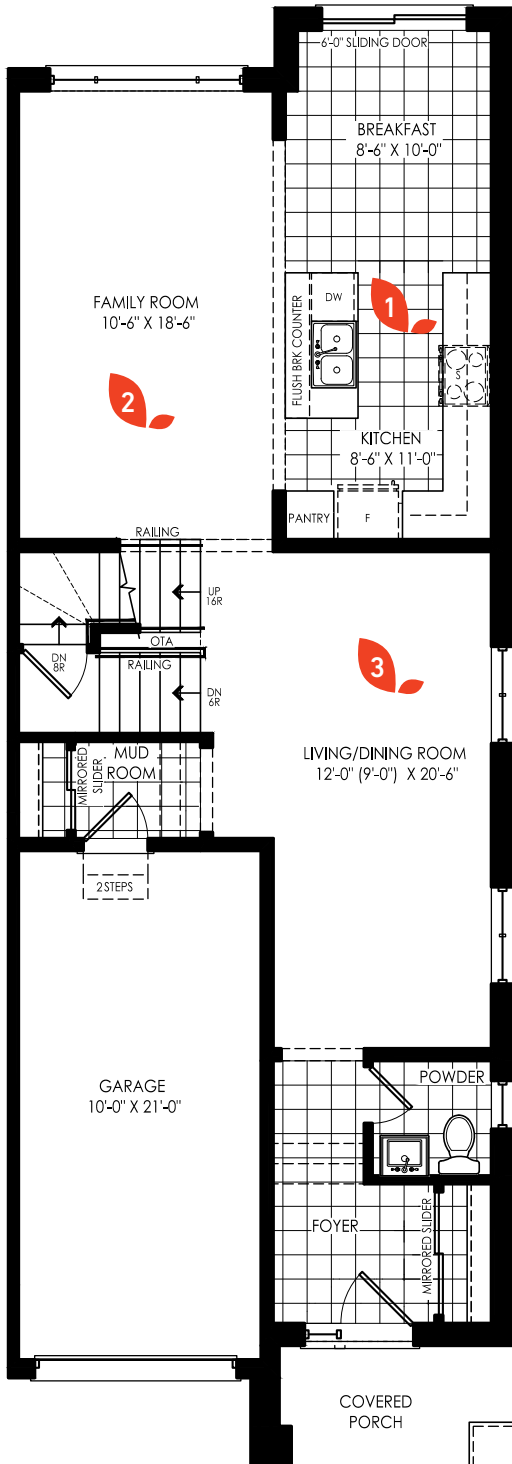 6'-0" SLIDING DOOR
BREAKFAST
8'-6" X 10'-0"
1
DW
FLUSH BRK COUNTER
S
FAMILY ROOM
10'-6" X 18'-6"
2
KITCHEN
8'-6" X 11'-0"
PANTRY
F
RAILING
UP
16R
OTA
RAILING
DN
8R
DN
6R
3
LIVING/DINING ROOM
12'-0" (9'-0") X 20'-6"
MUD
ROOM
MIRRORED
SLIDER
2 STEPS
GARAGE
10'-0" X 21'-0"
POWDER
FOYER
MIRRORED SLIDER
COVERED
PORCH